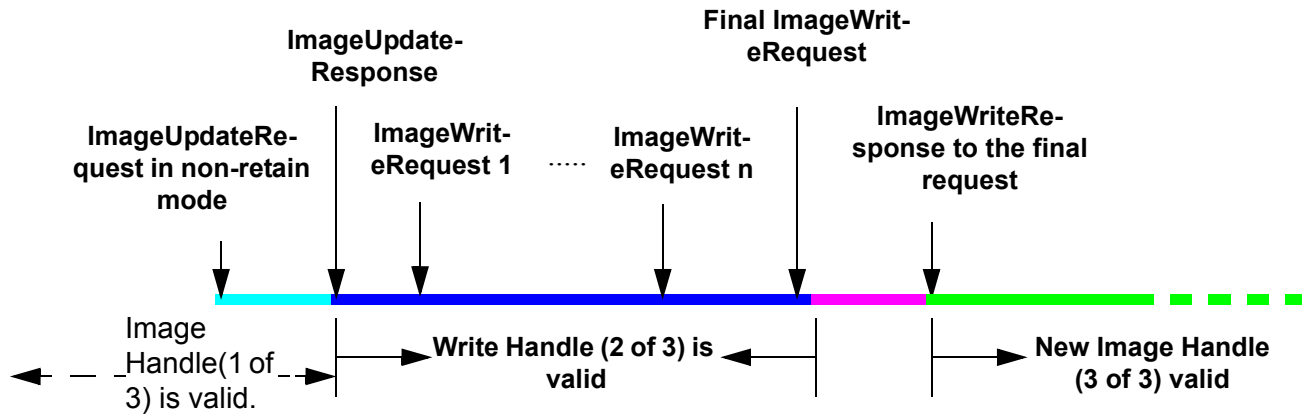 Final ImageWrit-
eRequest
ImageUpdate-
Response
ImageUpdateRe-
quest in non-retain
mode
ImageWrit-
eRequest 1
.....
ImageWrit-
eRequest n
ImageWriteRe-
sponse to the final
request
Image
Handle(1 of
3) is valid.
Write Handle (2 of 3) is
valid
New Image Handle
(3 of 3) valid